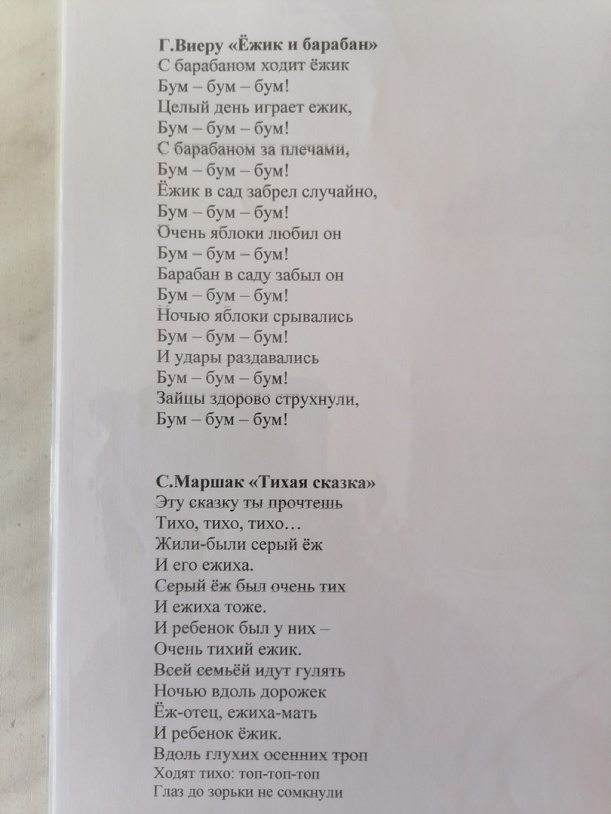 Г.Виеру «Ёжик и барабан»
С барабаном ходит ёжик
Бум – бум – бум!
Целый день играет ежик,
Бум – бум – бум!
С барабаном за плечами,
Бум – бум – бум!
Ёжик в сад забрел случайно,
Бум – бум – бум!
Очень яблоки любил он
Бум – бум – бум!
Барабан в саду забыл он
Бум – бум – бум!
Ночью яблоки срывались
Бум – бум – бум!
И удары раздавались
Бум – бум – бум!
Зайцы здорово струхнули,
Бум – бум – бум!
С.Маршак «Тихая сказка»
Эту сказку ты прочтешь
Тихо, тихо, тихо…
Жили-были серый ёж
И его ежиха.
Серый ёж был очень тих
И ежиха тоже.
И ребенок был у них –
Очень тихий ежик.
Всей семьёй идут гулять
Ночью вдоль дорожек
Ёж-отец, ежиха-мать
И ребенок ёжик.
Вдоль глухих осенних троп
Ходят тихо: топ-топ-топ
Глаз до зорьки не сомкнули